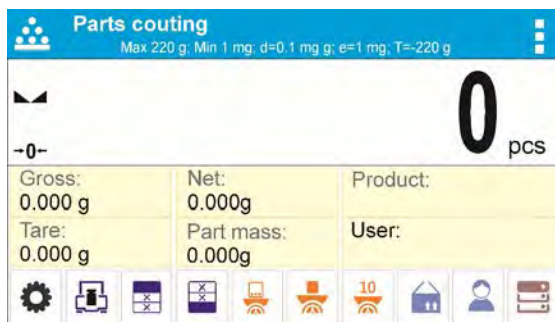 Parts couting
Max 220 g; Min 1 mg; d=0.1 mg g; e=1 mg; T=-220 g
0 pcs
→0←
Gross: Net: Product:
0.000 g 0.000g
Tare: Part mass: User:
0.000 g 0.000g
10